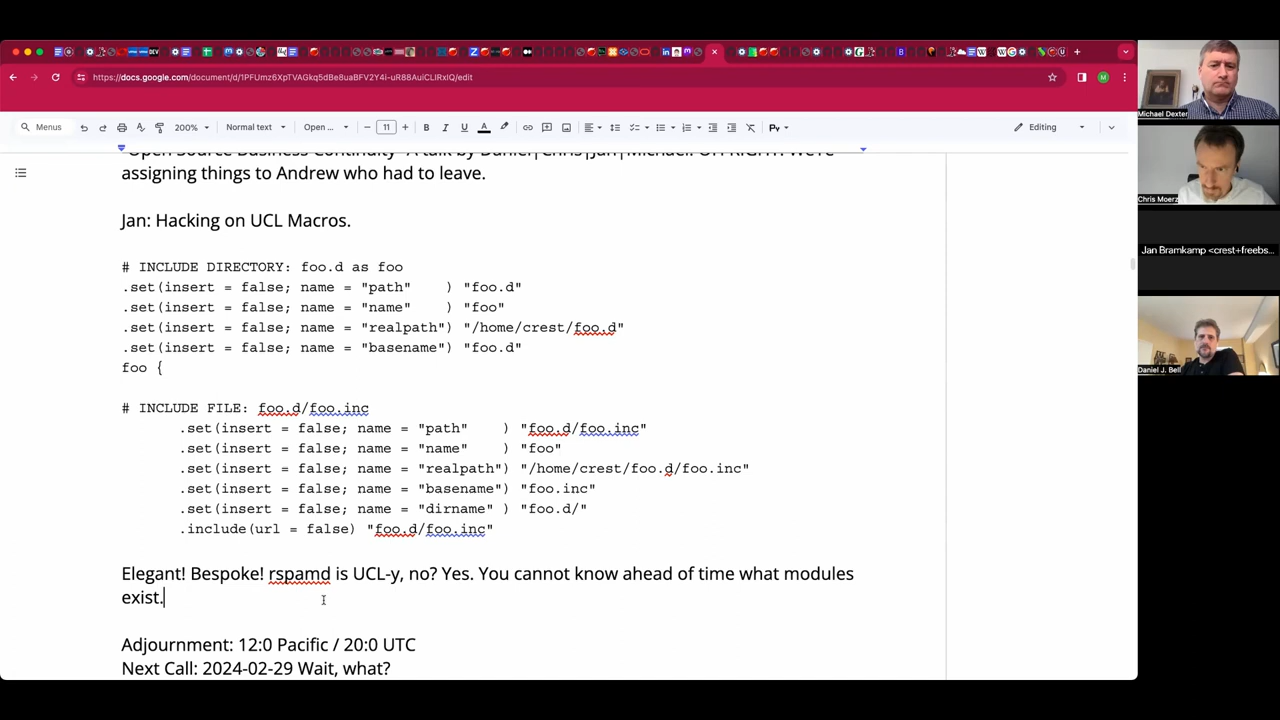 https://docs.google.com/document/d/1PFUmz6XpTVAGkq5dBe8uaBFV2Y4i-uR88AuiCLIRxIQ/edit
M
Menus
200%
Normal text
Open ...
11
Editing
"Open Source Business Continuity" A talk by Daniel|Chris|Jan|Michael. OH RIGHT! We're
assigning things to Andrew who had to leave.
Jan: Hacking on UCL Macros.
# INCLUDE DIRECTORY: foo.d as foo
.set(insert = false; name = "path"    ) "foo.d"
.set(insert = false; name = "name"    ) "foo"
.set(insert = false; name = "realpath") "/home/crest/foo.d"
.set(insert = false; name = "basename") "foo.d"
foo {
# INCLUDE FILE: foo.d/foo.inc
.set(insert = false; name = "path"    ) "foo.d/foo.inc"
.set(insert = false; name = "name"    ) "foo"
.set(insert = false; name = "realpath") "/home/crest/foo.d/foo.inc"
.set(insert = false; name = "basename") "foo.inc"
.set(insert = false; name = "dirname" ) "foo.d/"
.include(url = false) "foo.d/foo.inc"
Elegant! Bespoke! rspamd is UCL-y, no? Yes. You cannot know ahead of time what modules
exist.
Adjournment: 12:0 Pacific / 20:0 UTC
Next Call: 2024-02-29 Wait, what?
Michael Dexter
Chris Moerz
Jan Bramkamp <crest+freebs...
Daniel J. Bell